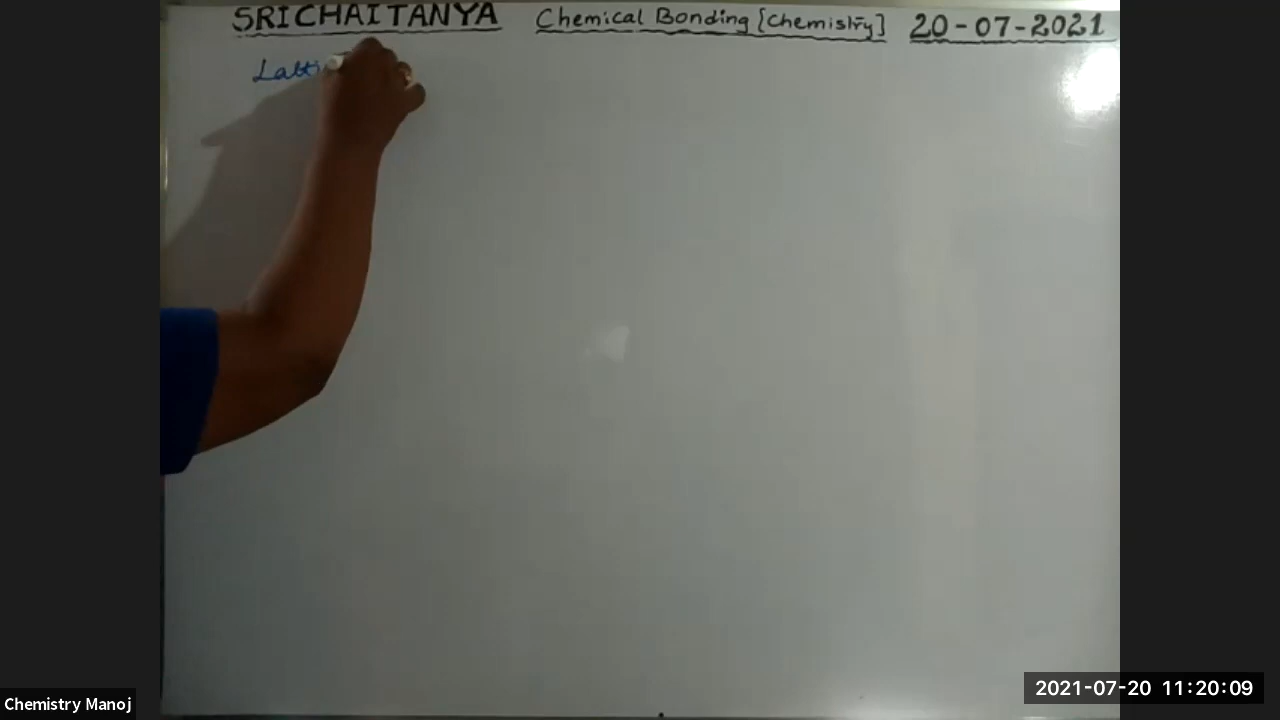 SRI CHAITANYA Chemical Bonding [Chemistry] 20-07-2021
Latti
Chemistry Manoj
2021-07-20 11:20:09